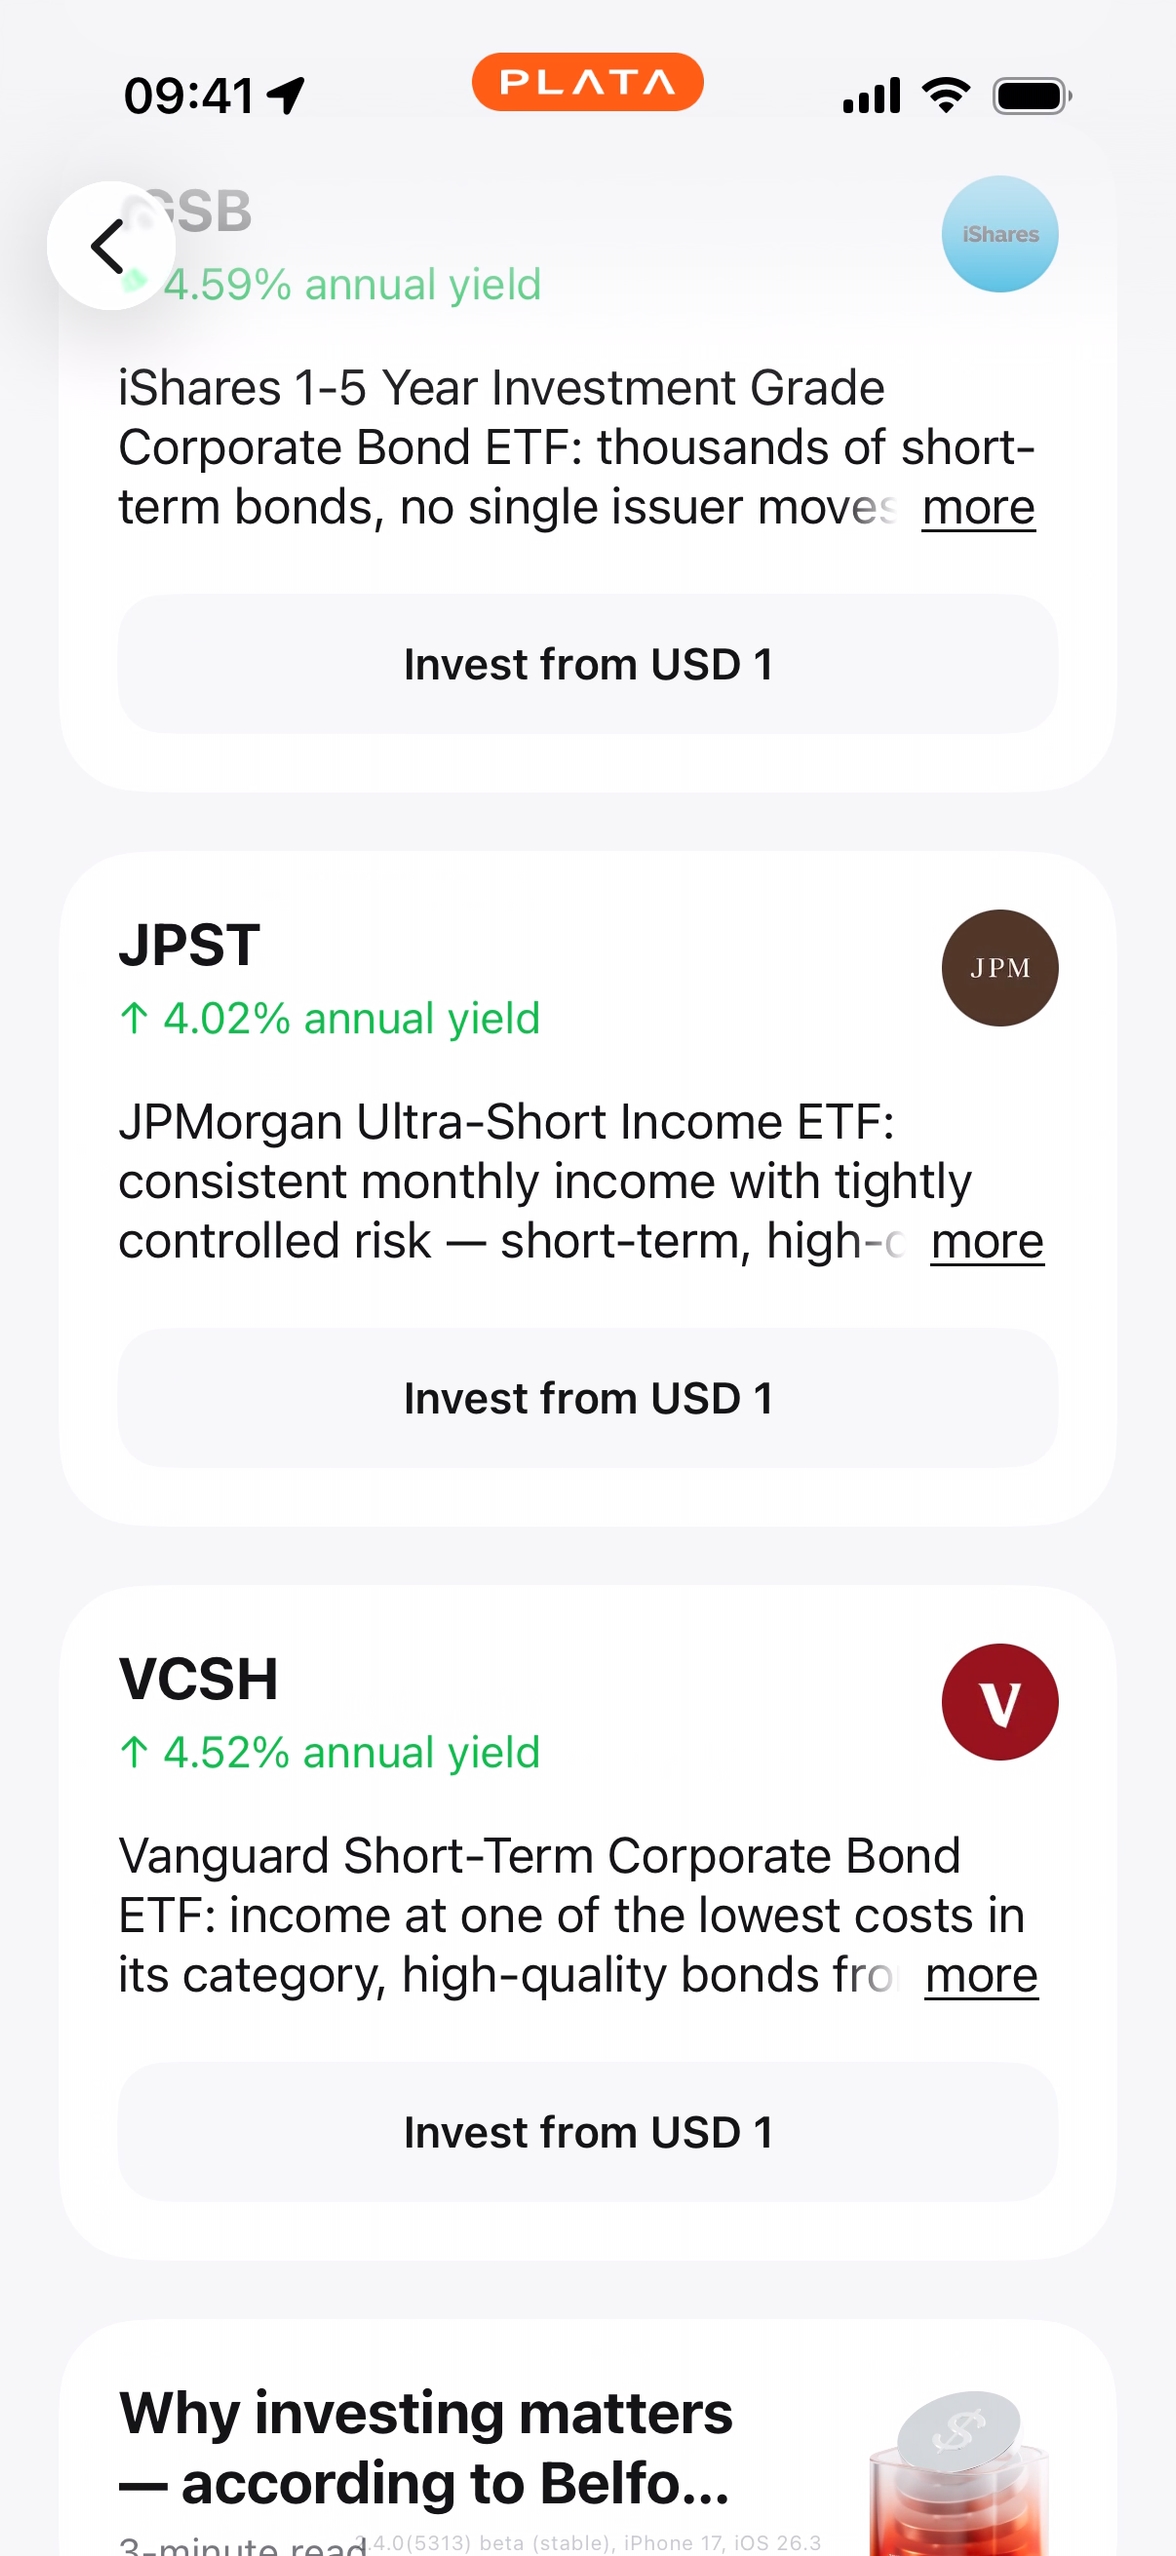 09:41
PLATA
GSB
iShares
4.59% annual yield
iShares 1-5 Year Investment Grade
Corporate Bond ETF: thousands of short-
term bonds, no single issuer moves more
Invest from USD 1
JPST
JPM
↑ 4.02% annual yield
JPMorgan Ultra-Short Income ETF:
consistent monthly income with tightly
controlled risk — short-term, high- more
Invest from USD 1
VCSH
V
↑ 4.52% annual yield
Vanguard Short-Term Corporate Bond
ETF: income at one of the lowest costs in
its category, high-quality bonds more
Invest from USD 1
Why investing matters
— according to Belfo...
3-minute read
.4.0(5313) beta (stable), iPhone 17, iOS 26.3